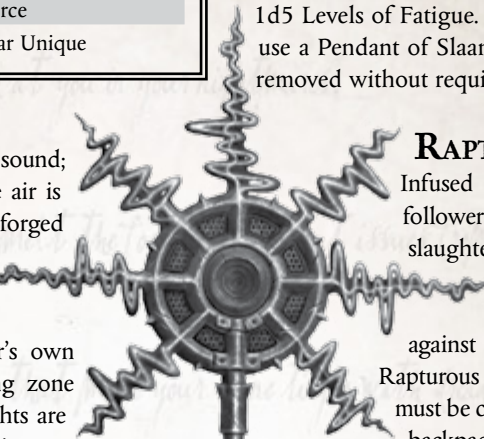 rce
ar Unique
sound;
e air is
forged
r's own
g zone
hts are
1d5 Levels of Fatigue.
use a Pendant of Slaan
removed without requi
RAPT
Infused
follower
slaughte
against
Rapturous
must be c
backpac